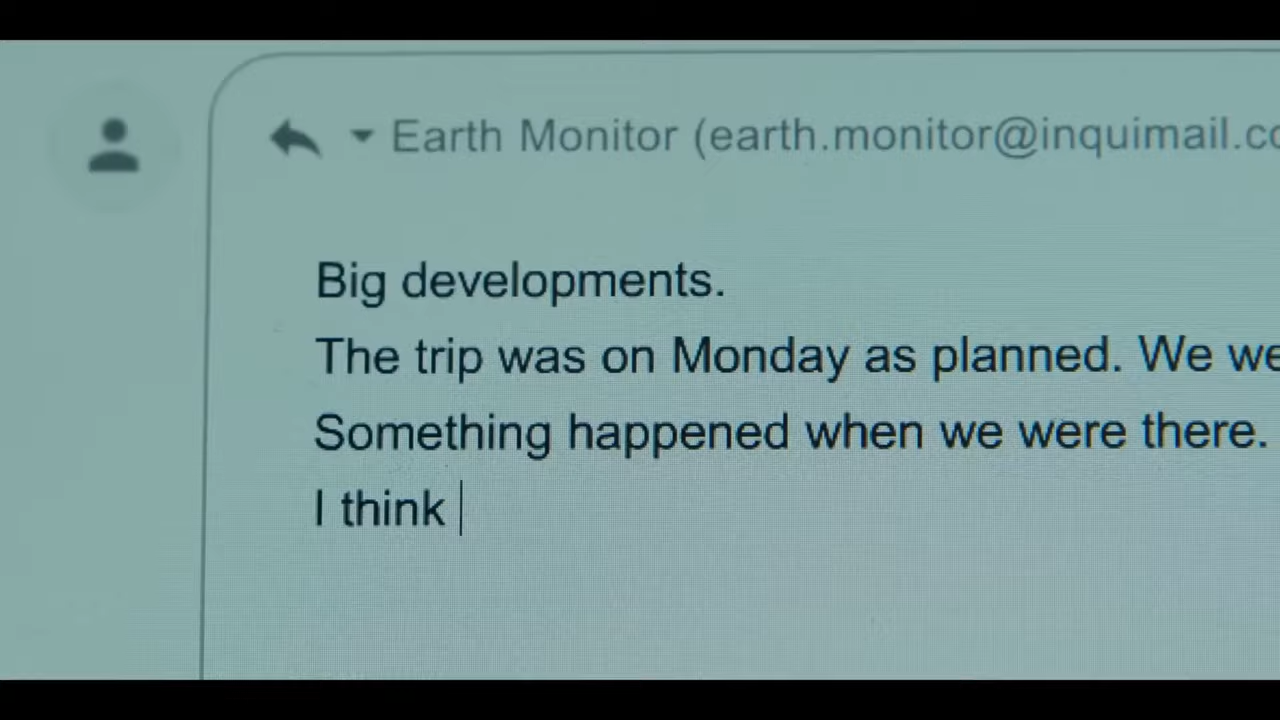 Earth Monitor (earth.monitor@inquimail.co
Big developments.
The trip was on Monday as planned. We we
Something happened when we were there.
I think